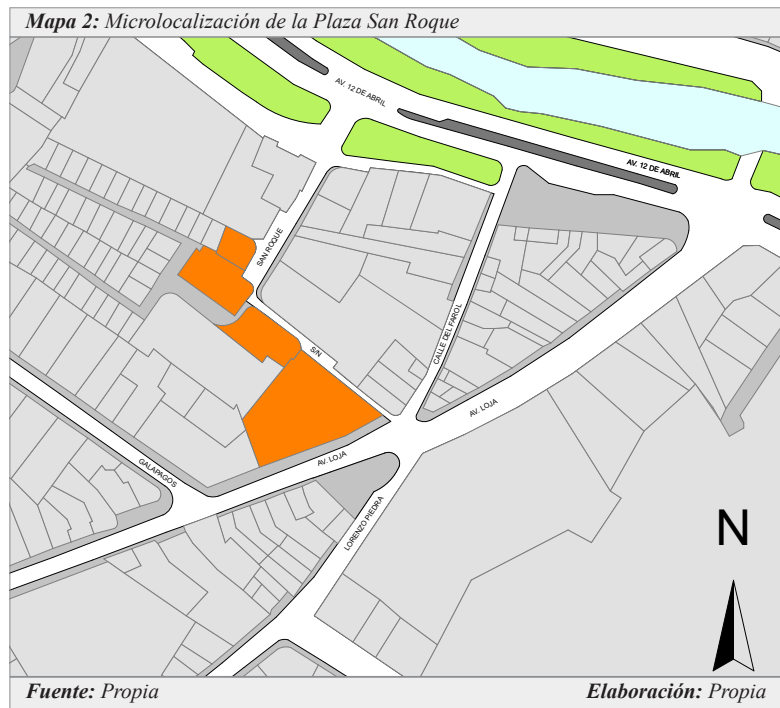 Mapa 2: Microlocalización de la Plaza San Roque
AV. 12 DE ABRIL
AV. 12 DE ABRIL
SAN ROQUE
CALLE DEL FAROL
S/N
AV. LOJA
AV. LOJA
GALAPAGOS
LORENZO PIEDRA
N
Fuente: Propia
Elaboración: Propia